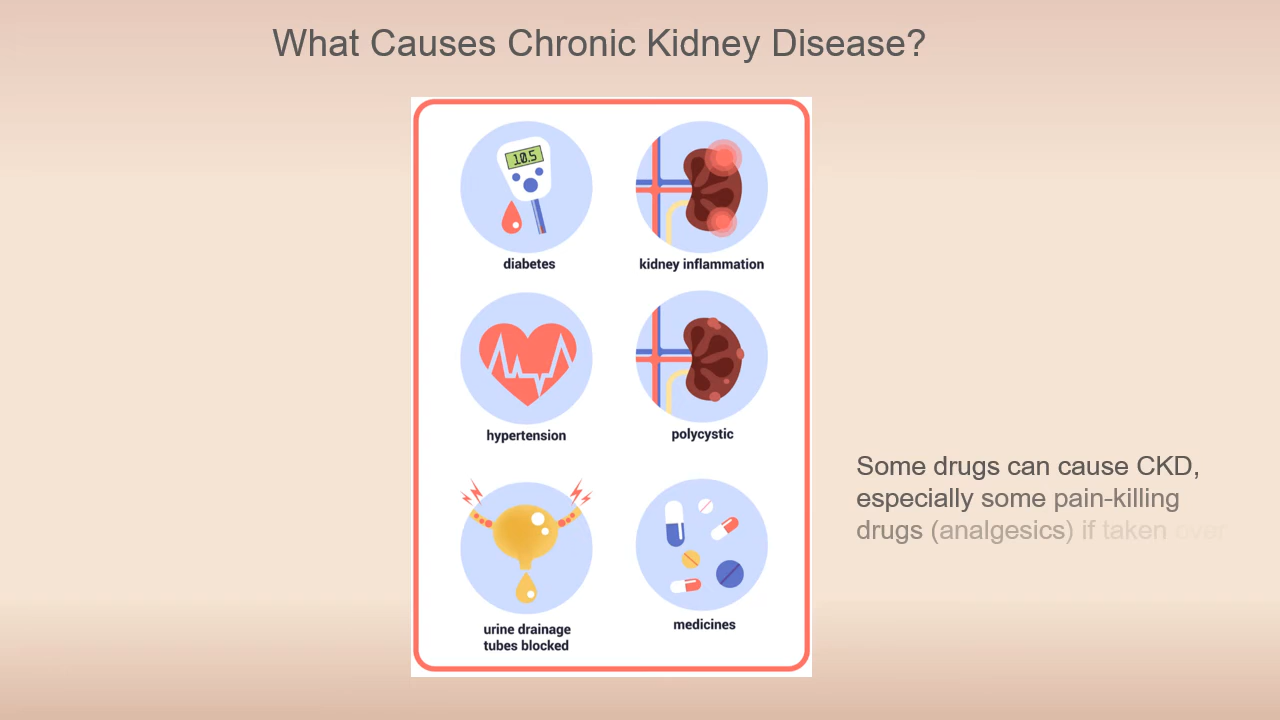 What Causes Chronic Kidney Disease?
10.5
diabetes
kidney inflammation
hypertension
polycystic
urine drainage
tubes blocked
medicines
Some drugs can cause CKD,
especially some pain-killing
drugs (analgesics) if taken over